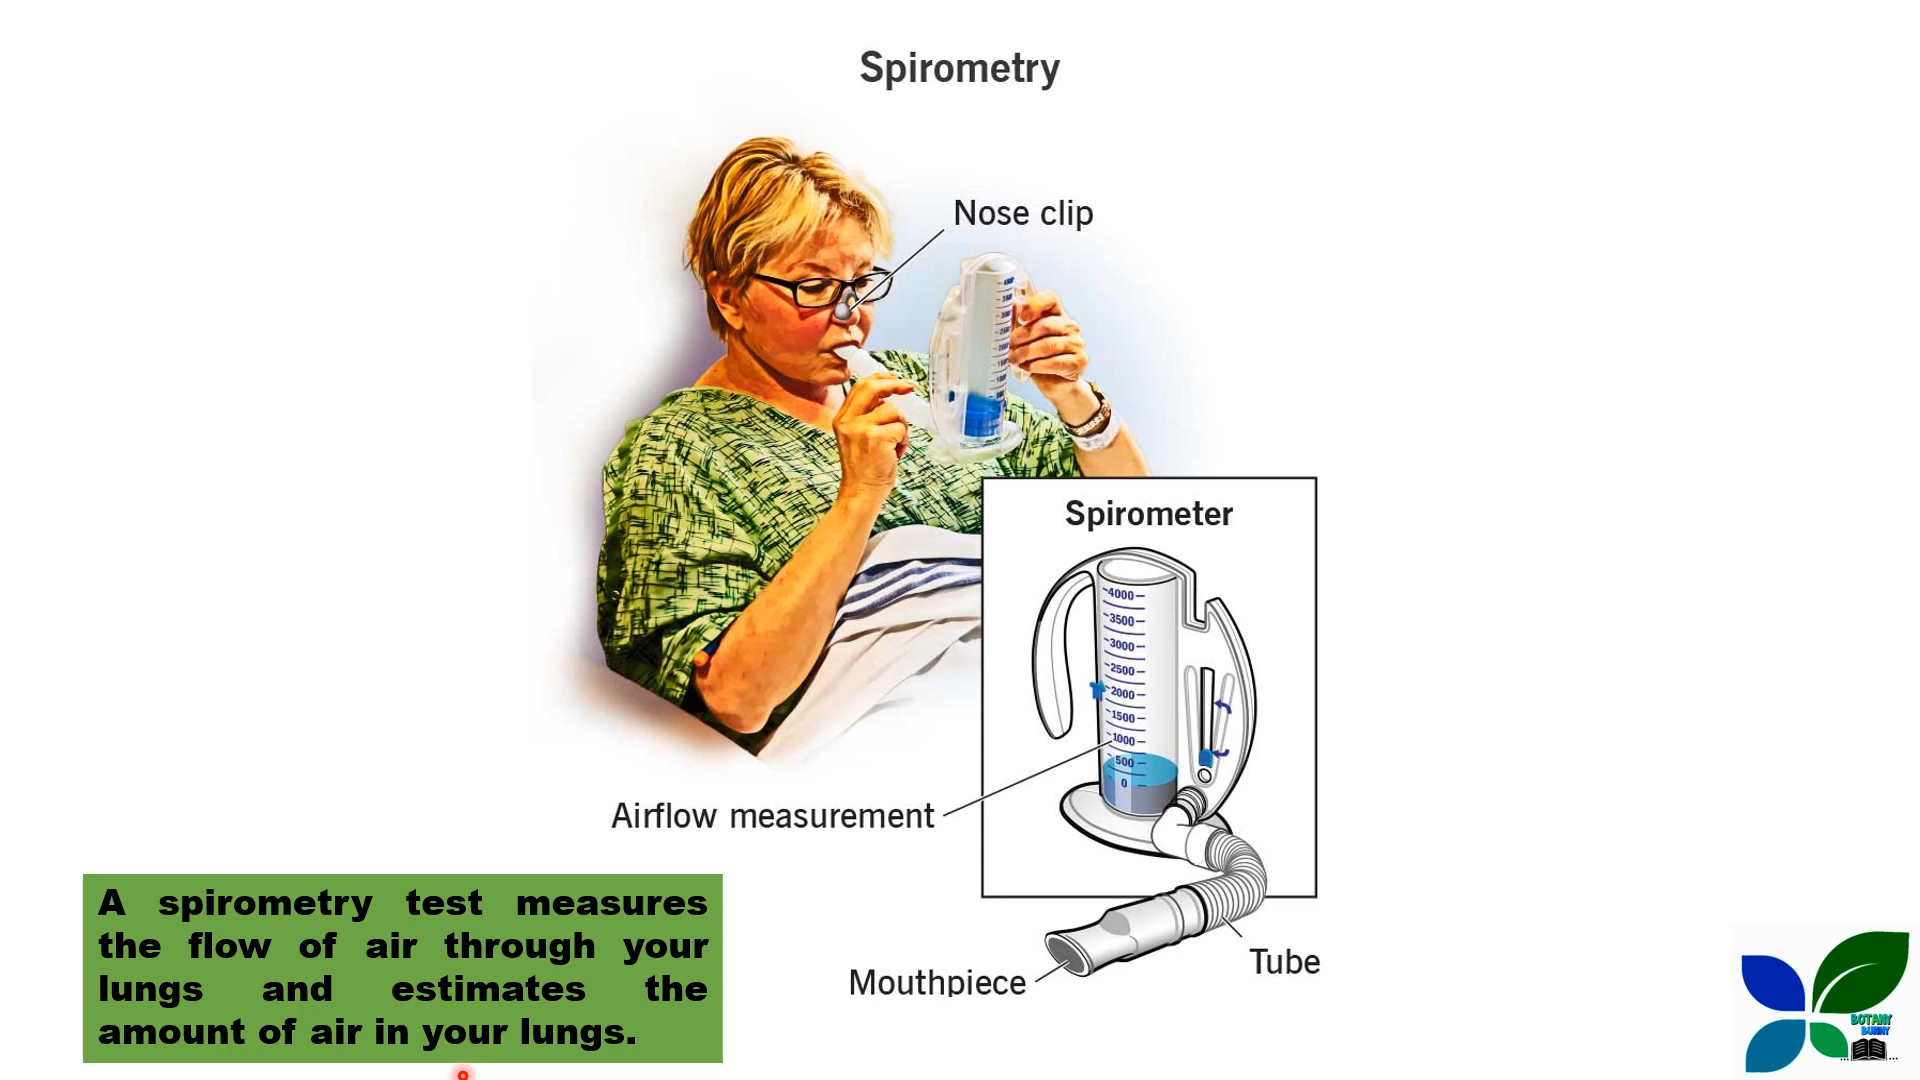 Spirometry
Nose clip
Spirometer
4000
3500
3000
2500
2000
1500
1000
500
0
Airflow measurement
A spirometry test measures
the flow of air through your
lungs and estimates the
amount of air in your lungs.
Tube
Mouthpiece
BOTANY
BUNNY